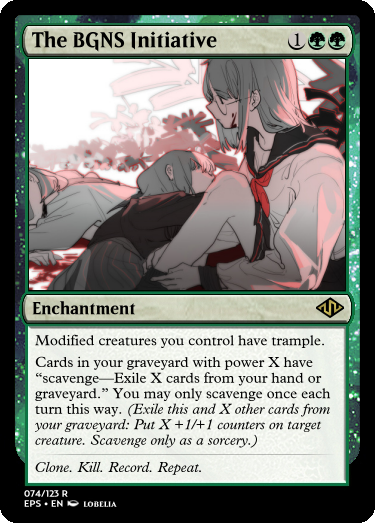 The BGNS Initiative 1
Enchantment
Modified creatures you control have trample.
Cards in your graveyard with power X have
“scavenge—Exile X cards from your hand or
graveyard.” You may only scavenge once each
turn this way. (Exile this and X other cards from
your graveyard: Put X +1/+1 counters on target
creature. Scavenge only as a sorcery.)
Clone. Kill. Record. Repeat.
074/123 R
EPS • EN LOBELIA